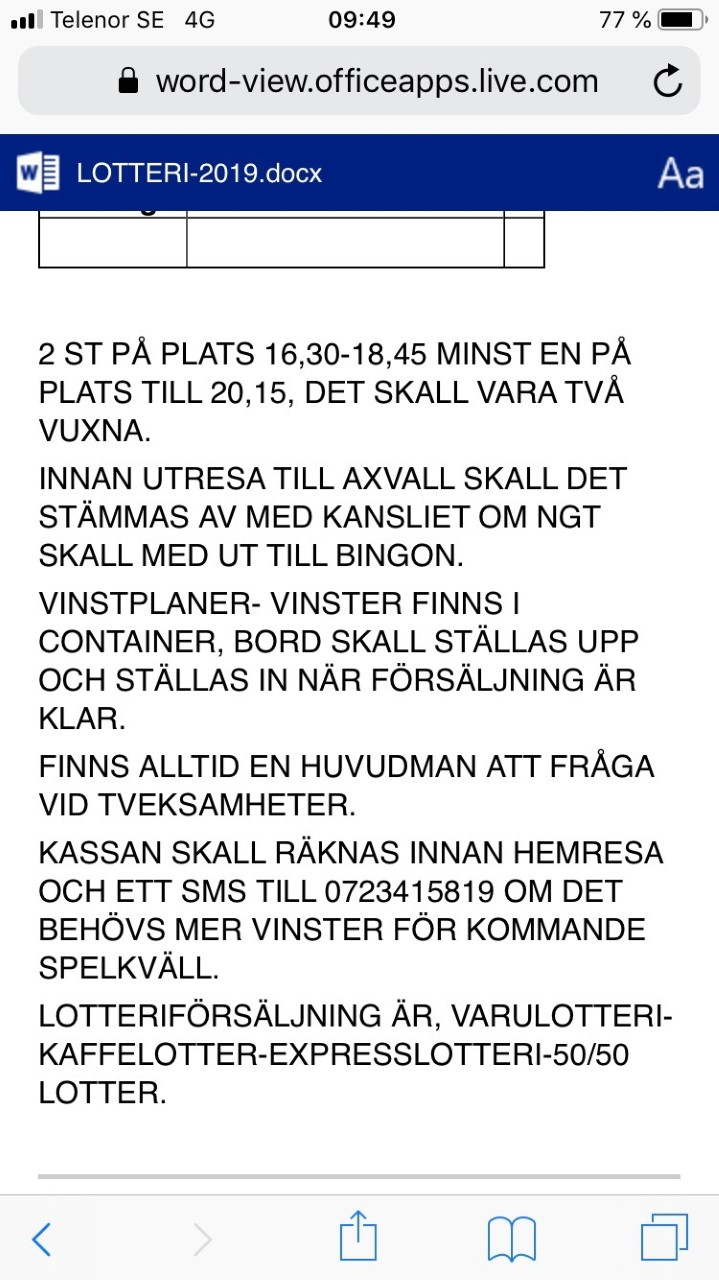 Telenor SE 4G 09:49 77 %
word-view.officeapps.live.com
W LOTTERI-2019.docx Aa
2 ST PÅ PLATS 16,30-18,45 MINST EN PÅ
PLATS TILL 20,15, DET SKALL VARA TVÅ
VUXNA.
INNAN UTRESA TILL AXVALL SKALL DET
STÄMMAS AV MED KANSLIET OM NGT
SKALL MED UT TILL BINGON.
VINSTPLANER- VINSTER FINNS I
CONTAINER, BORD SKALL STÄLLAS UPP
OCH STÄLLAS IN NÄR FÖRSÄLJNING ÄR
KLAR.
FINNS ALLTID EN HUVUDMAN ATT FRÅGA
VID TVEKSAMHETER.
KASSAN SKALL RÄKNAS INNAN HEMRESA
OCH ETT SMS TILL 0723415819 OM DET
BEHÖVS MER VINSTER FÖR KOMMANDE
SPELKVÄLL.
LOTTERIFÖRSÄLJNING ÄR, VARULOTTERI-
KAFFELOTTER-EXPRESSLOTTERI-50/50
LOTTER.